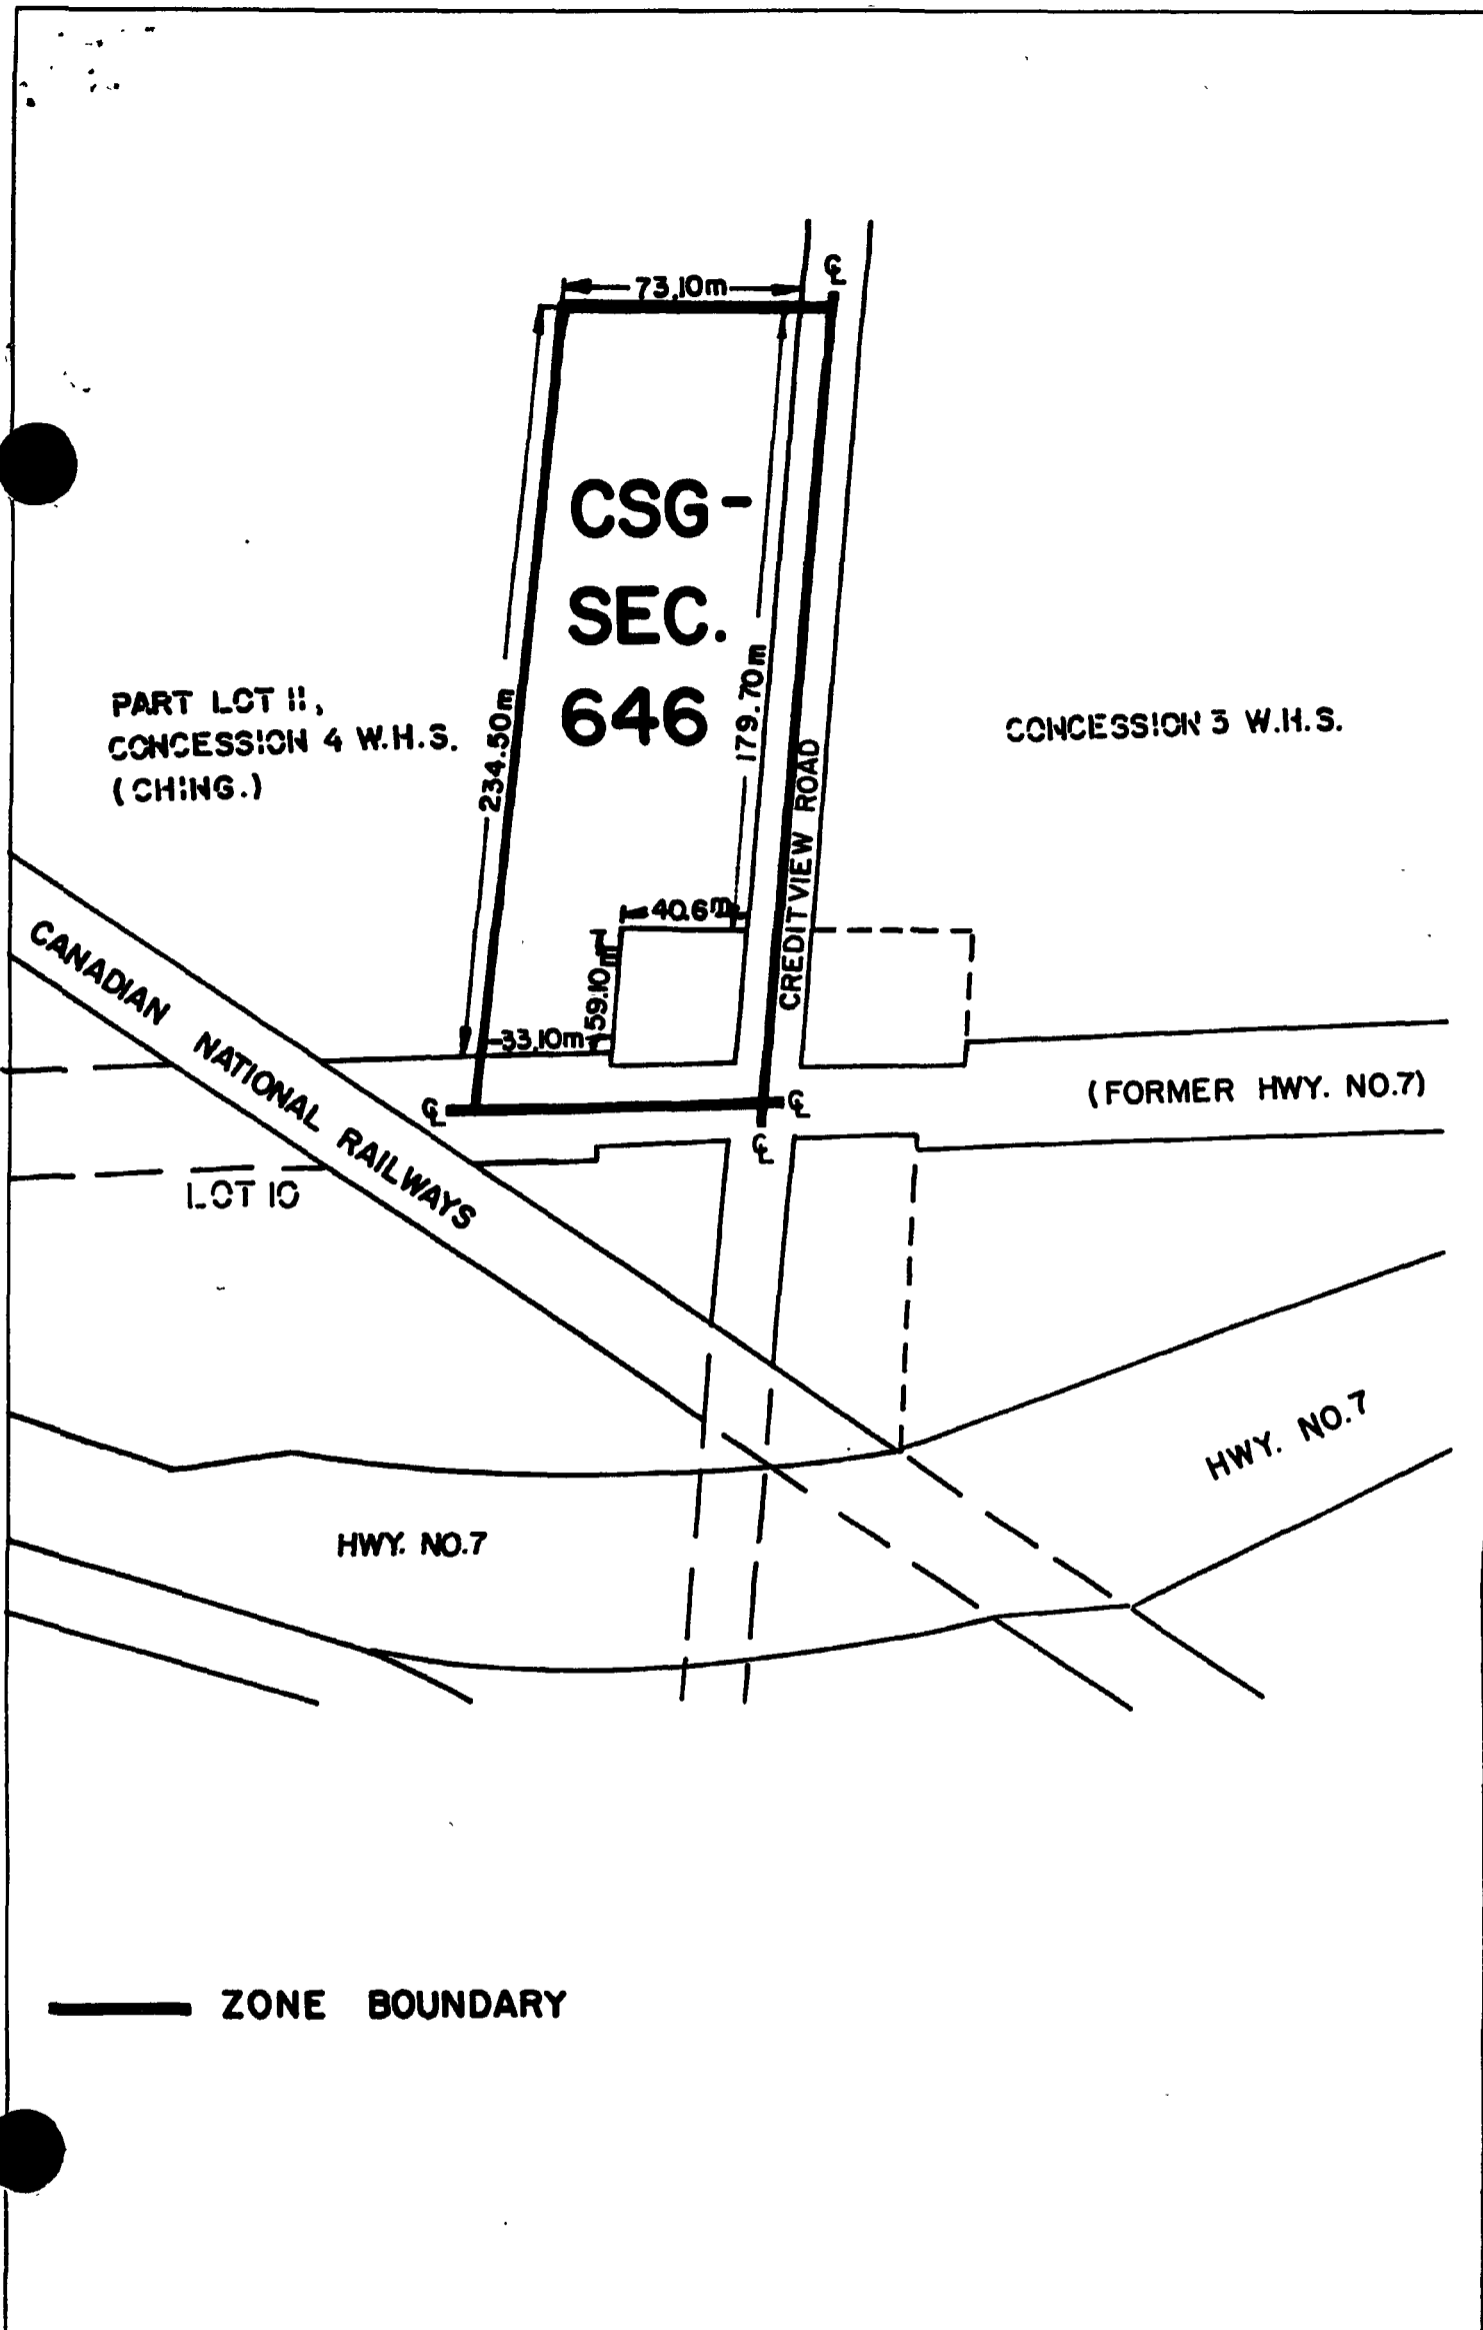 ℄
73.10m
CSG-
SEC.
646
234.50m
179.70m
PART LOT 11,
CONCESSION 4 W.H.S.
(CHING.)
CONCESSION 3 W.H.S.
CREDITVIEW ROAD
40.6m
59.10m
33.10m
CANADIAN NATIONAL RAILWAYS
(FORMER HWY. NO.7)
℄
℄
℄
LOT 10
HWY. NO.7
HWY. NO.7
ZONE BOUNDARY